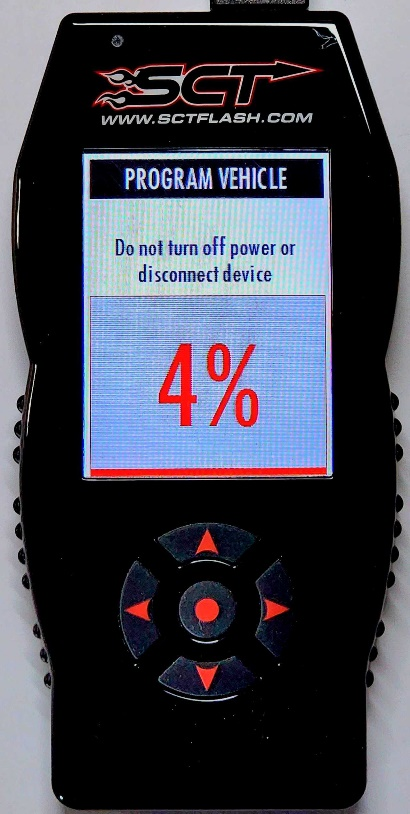 SCT
WWW.SCTFLASH.COM
PROGRAM VEHICLE
Do not turn off power or
disconnect device
4%